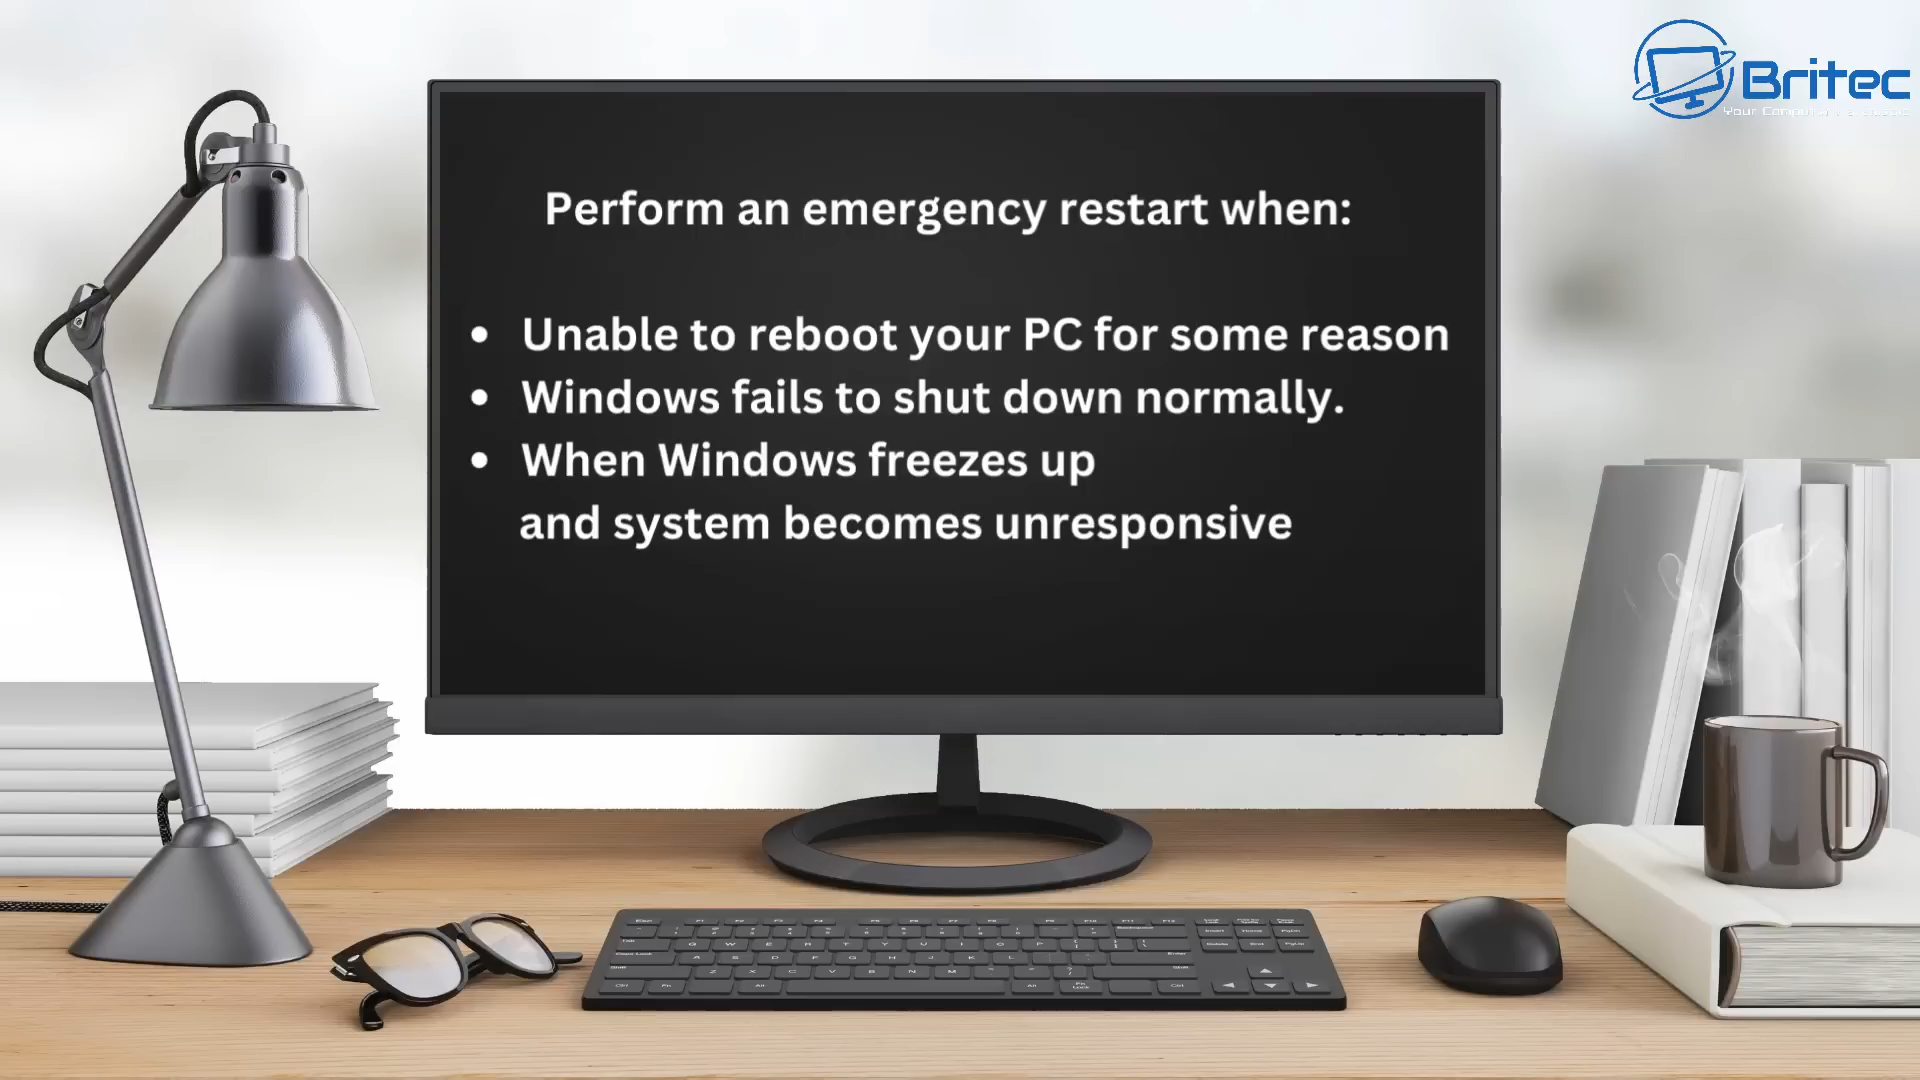 Britec
Perform an emergency restart when:
• Unable to reboot your PC for some reason
• Windows fails to shut down normally.
• When Windows freezes up
and system becomes unresponsive